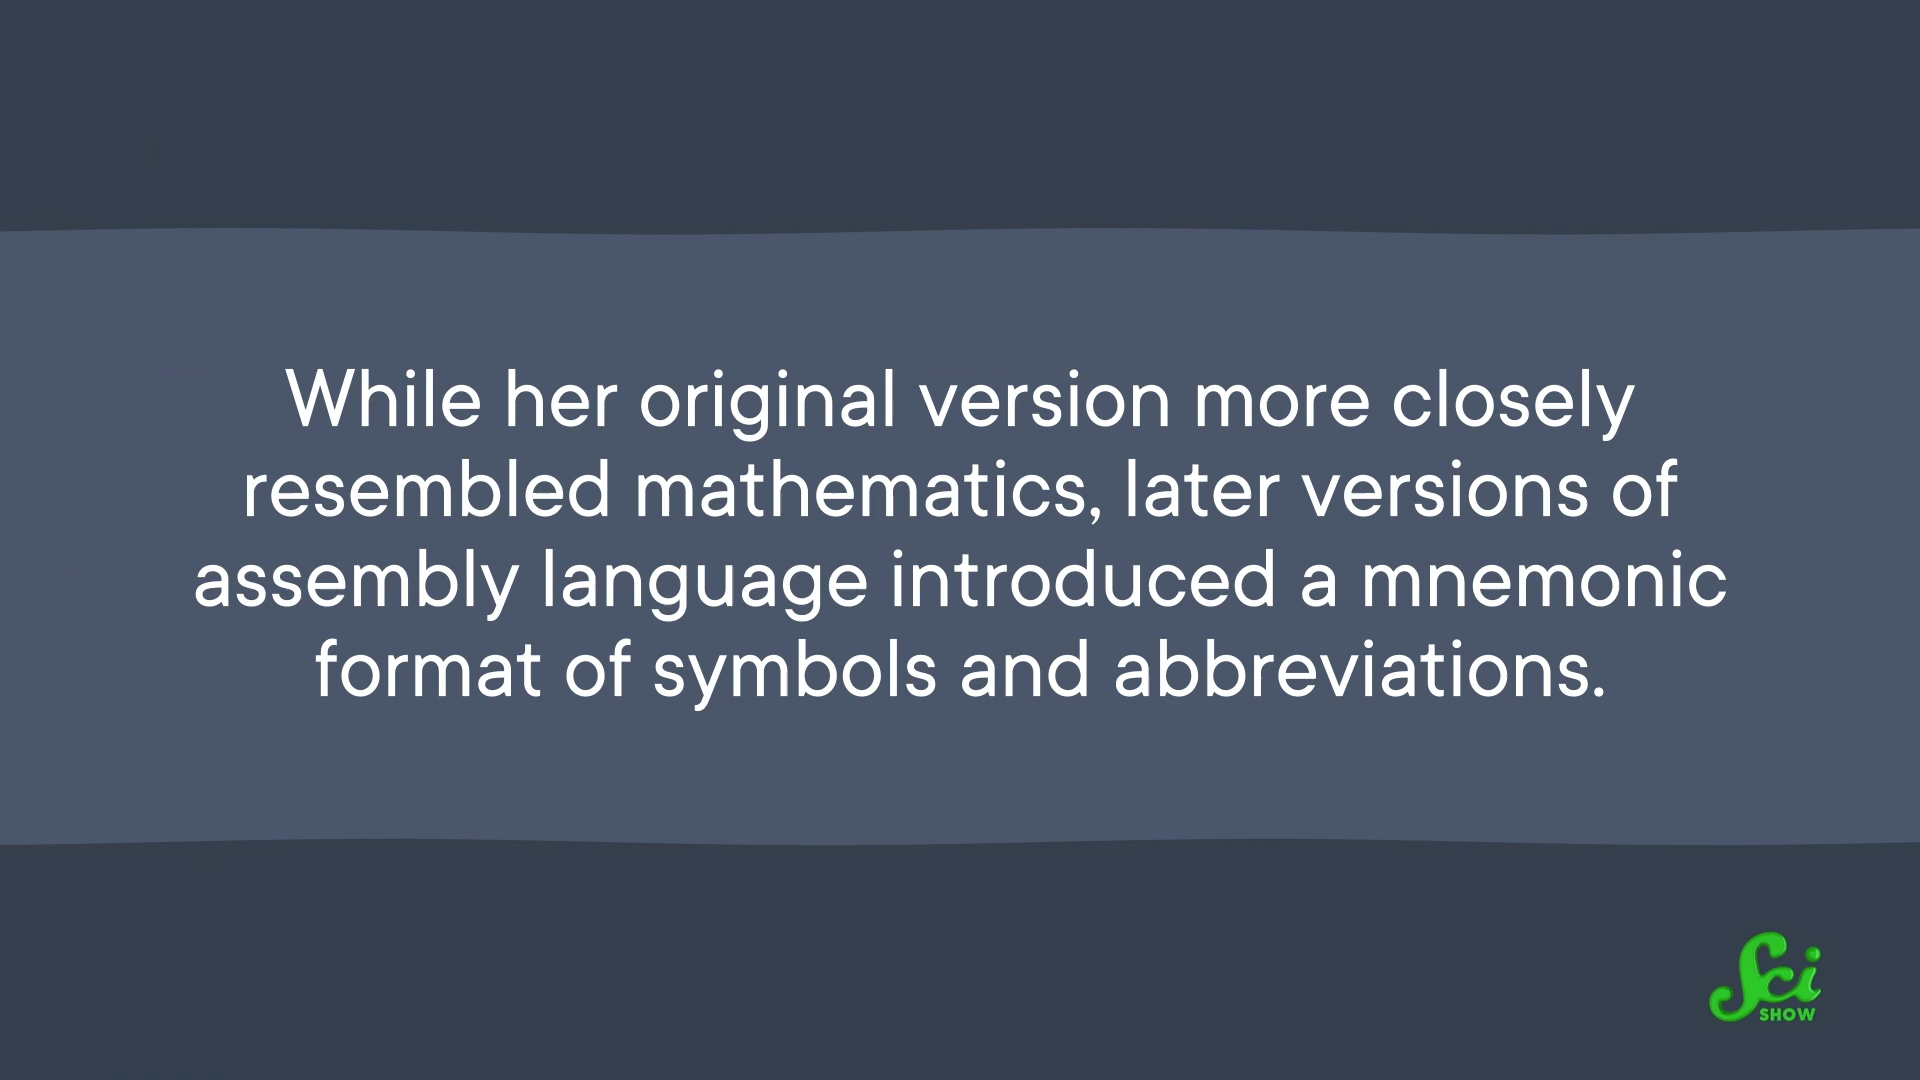 While her original version more closely
resembled mathematics, later versions of
assembly language introduced a mnemonic
format of symbols and abbreviations.
Sci
SHOW